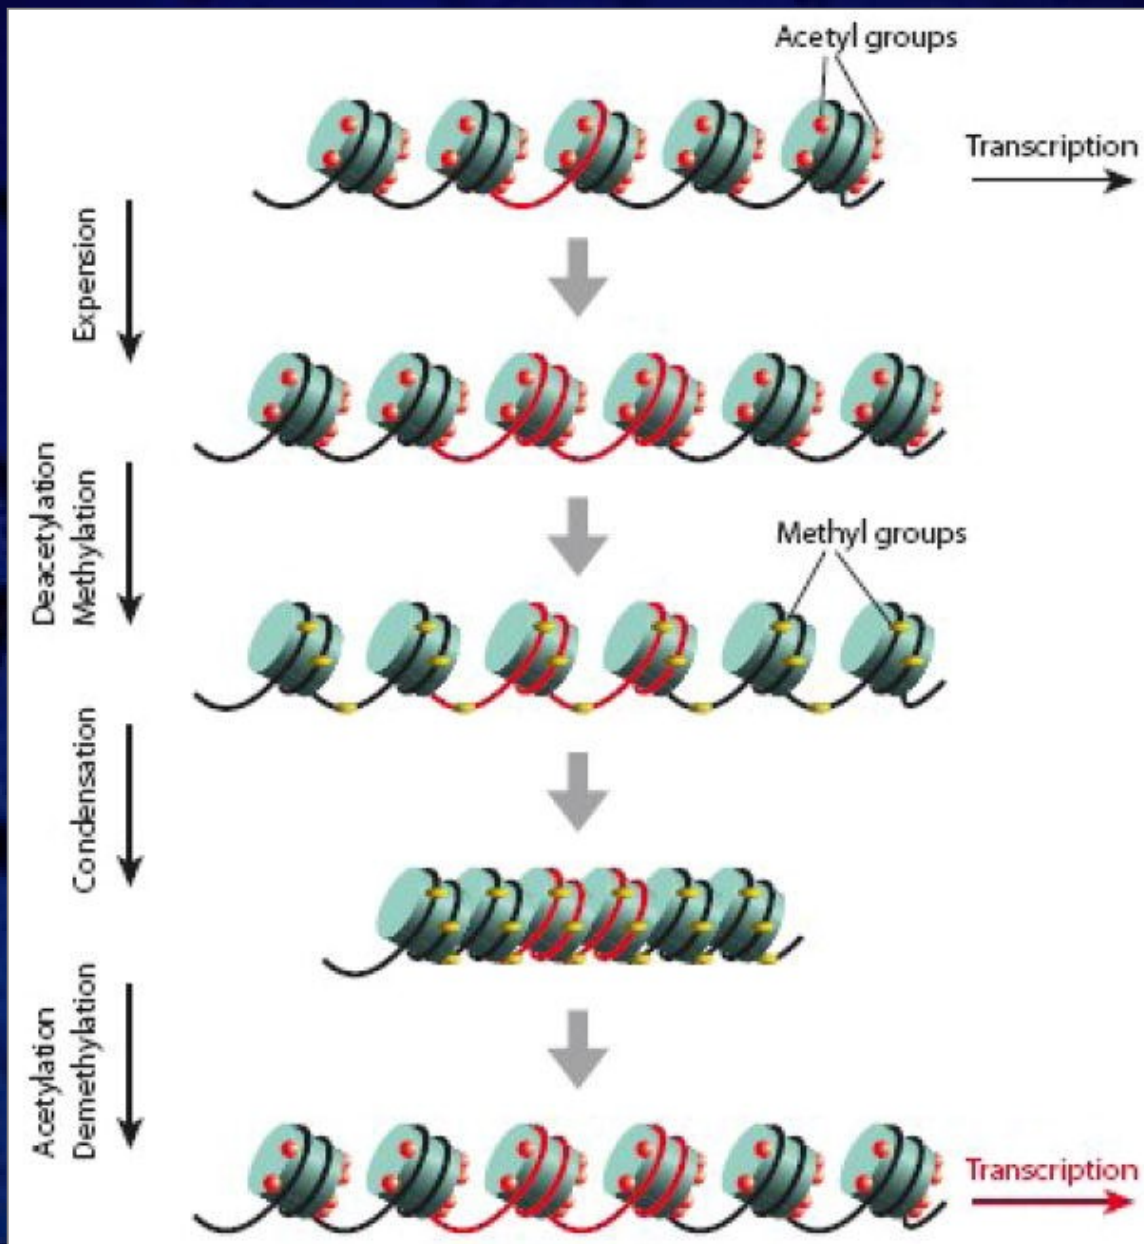 Acetyl groups
Transcription
Expension
Deacetylation
Methylation
Methyl groups
Condensation
Acetylation
Demethylation
Transcription